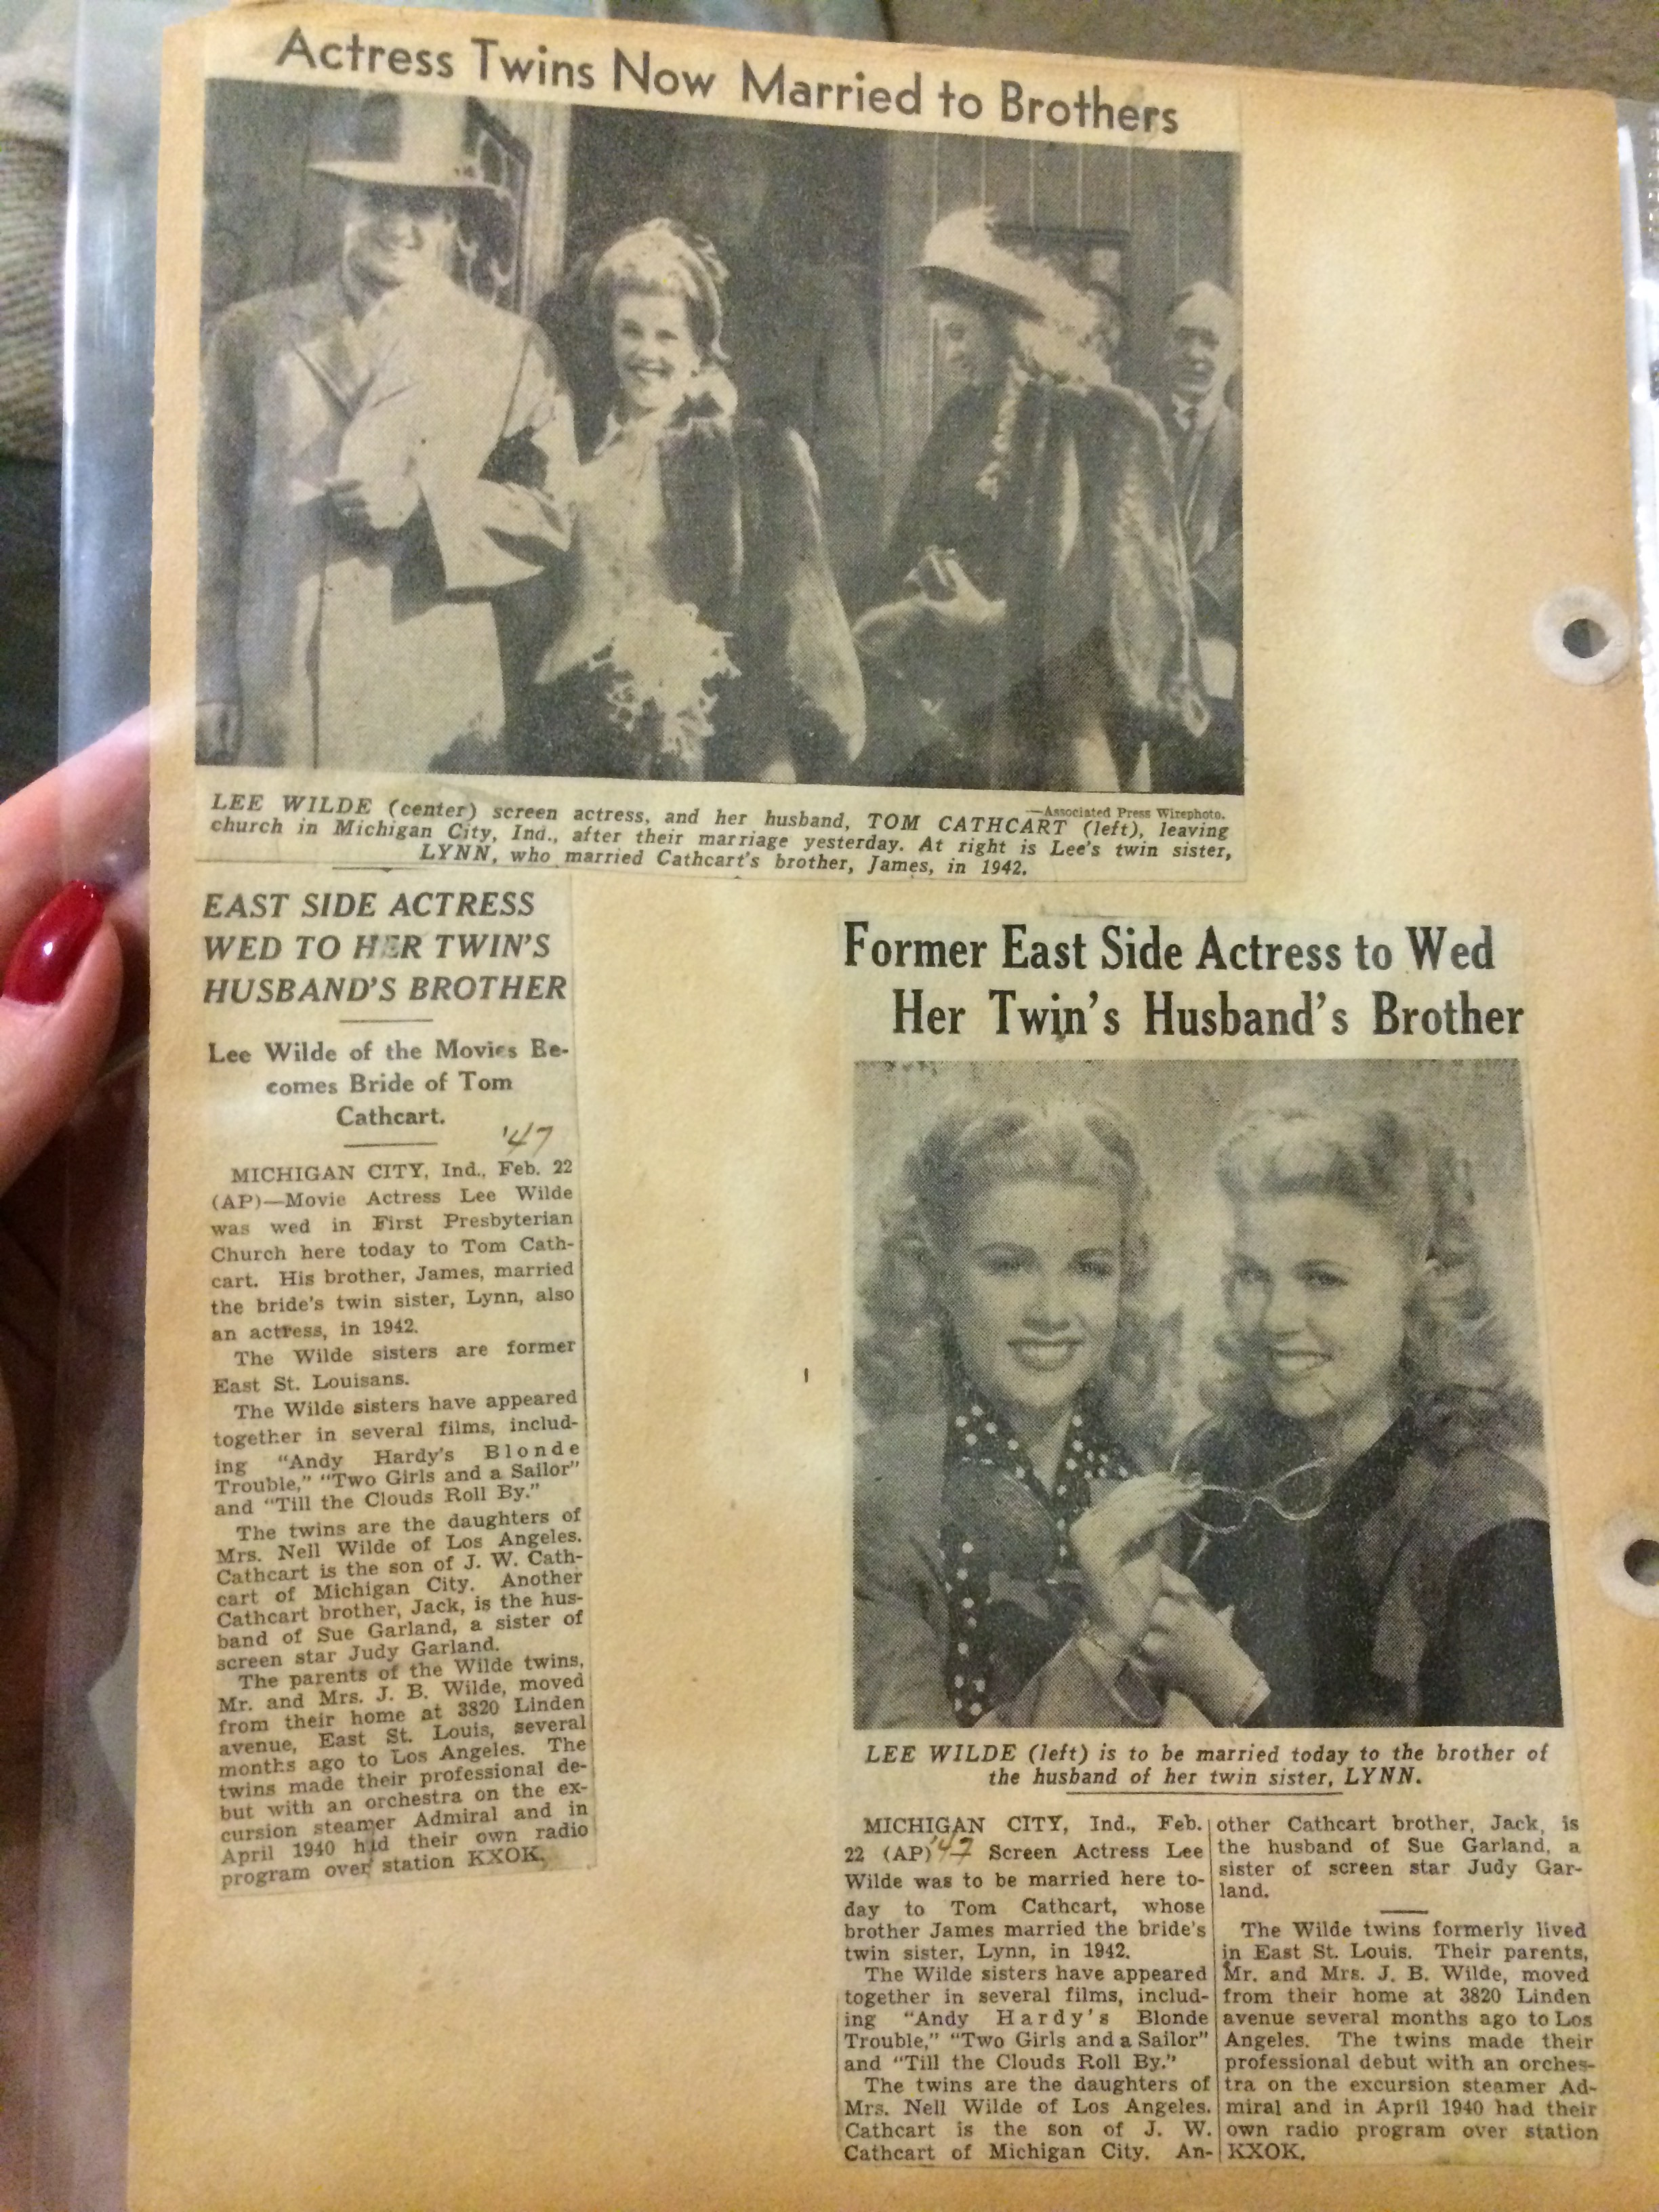 Actress Twins Now Married to Brothers
—Associated Press Wirephoto.
LEE WILDE (center) screen actress, and her husband, TOM CATHCART (left), leaving
church in Michigan City, Ind., after their marriage yesterday. At right is Lee's twin sister,
LYNN, who married Cathcart's brother, James, in 1942.
EAST SIDE ACTRESS
WED TO HER TWIN'S
HUSBAND'S BROTHER
Lee Wilde of the Movies Be-
comes Bride of Tom
Cathcart.
'47
MICHIGAN CITY, Ind., Feb. 22
(AP)—Movie Actress Lee Wilde
was wed in First Presbyterian
Church here today to Tom Cath-
cart. His brother, James, married
the bride's twin sister, Lynn, also
an actress, in 1942.
The Wilde sisters are former
East St. Louisans.
The Wilde sisters have appeared
together in several films, includ-
ing "Andy Hardy's Blonde
Trouble," "Two Girls and a Sailor"
and "Till the Clouds Roll By."
The twins are the daughters of
Mrs. Nell Wilde of Los Angeles.
Cathcart is the son of J. W. Cath-
cart of Michigan City. Another
Cathcart brother, Jack, is the hus-
band of Sue Garland, a sister of
screen star Judy Garland.
The parents of the Wilde twins,
Mr. and Mrs. J. B. Wilde, moved
from their home at 3820 Linden
avenue, East St. Louis, several
months ago to Los Angeles. The
twins made their professional de-
but with an orchestra on the ex-
cursion steamer Admiral and in
April 1940 had their own radio
program over station KXOK.
Former East Side Actress to Wed
Her Twin's Husband's Brother
LEE WILDE (left) is to be married today to the brother of
the husband of her twin sister, LYNN.
MICHIGAN CITY, Ind., Feb.
22 (AP) '47 Screen Actress Lee
Wilde was to be married here to-
day to Tom Cathcart, whose
brother James married the bride's
twin sister, Lynn, in 1942.
The Wilde sisters have appeared
together in several films, includ-
ing "Andy Hardy's Blonde
Trouble," "Two Girls and a Sailor"
and "Till the Clouds Roll By."
The twins are the daughters of
Mrs. Nell Wilde of Los Angeles.
Cathcart is the son of J. W.
Cathcart of Michigan City. An-
other Cathcart brother, Jack, is
the husband of Sue Garland, a
sister of screen star Judy Gar-
land.
The Wilde twins formerly lived
in East St. Louis. Their parents,
Mr. and Mrs. J. B. Wilde, moved
from their home at 3820 Linden
avenue several months ago to Los
Angeles. The twins made their
professional debut with an orches-
tra on the excursion steamer Ad-
miral and in April 1940 had their
own radio program over station
KXOK.